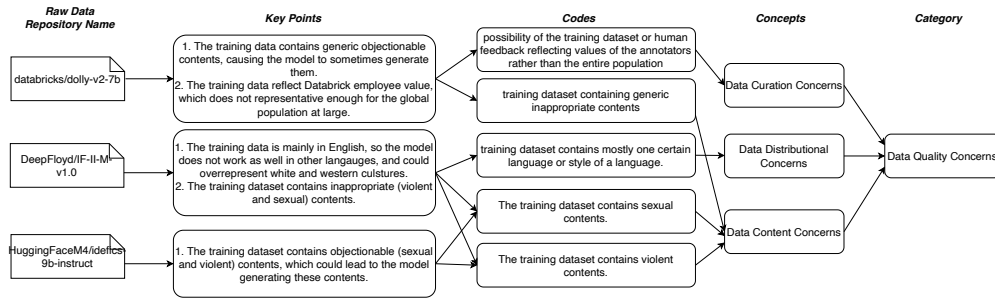 Raw Data
Repository Name
Key Points
Codes
Concepts
Category
databricks/dolly-v2-7b
1. The training data contains generic objectionable
contents, causing the model to sometimes generate
them.
2. The training data reflect Databrick employee value,
which does not representative enough for the global
population at large.
possibility of the training dataset or human
feedback reflecting values of the annotators
rather than the entire population
training dataset containing generic
inappropriate contents
Data Curation Concerns
DeepFloyd/IF-II-M-
v1.0
1. The training data is mainly in English, so the model
does not work as well in other langauges, and could
overrepresent white and western culstures.
2. The training dataset contains inappropriate (violent
and sexual) contents.
training dataset contains mostly one certain
language or style of a language.
Data Distributional
Concerns
Data Quality Concerns
The training dataset contains sexual
contents.
Data Content Concerns
HuggingFaceM4/idefics-
9b-instruct
1. The training dataset contains objectionable (sexual
and violent) contents, which could lead to the model
generating these contents.
The training dataset contains violent
contents.